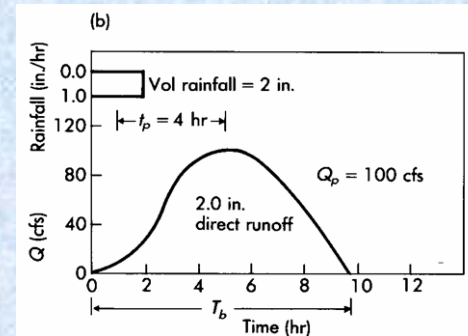 (b)
Rainfall (in./hr)
0.0
1.0
Vol rainfall = 2 in.
120
t_p = 4 hr
80
Q_p = 100 cfs
2.0 in.
direct runoff
Q (cfs)
40
0
0 2 4 6 8 10 12
T_b
Time (hr)